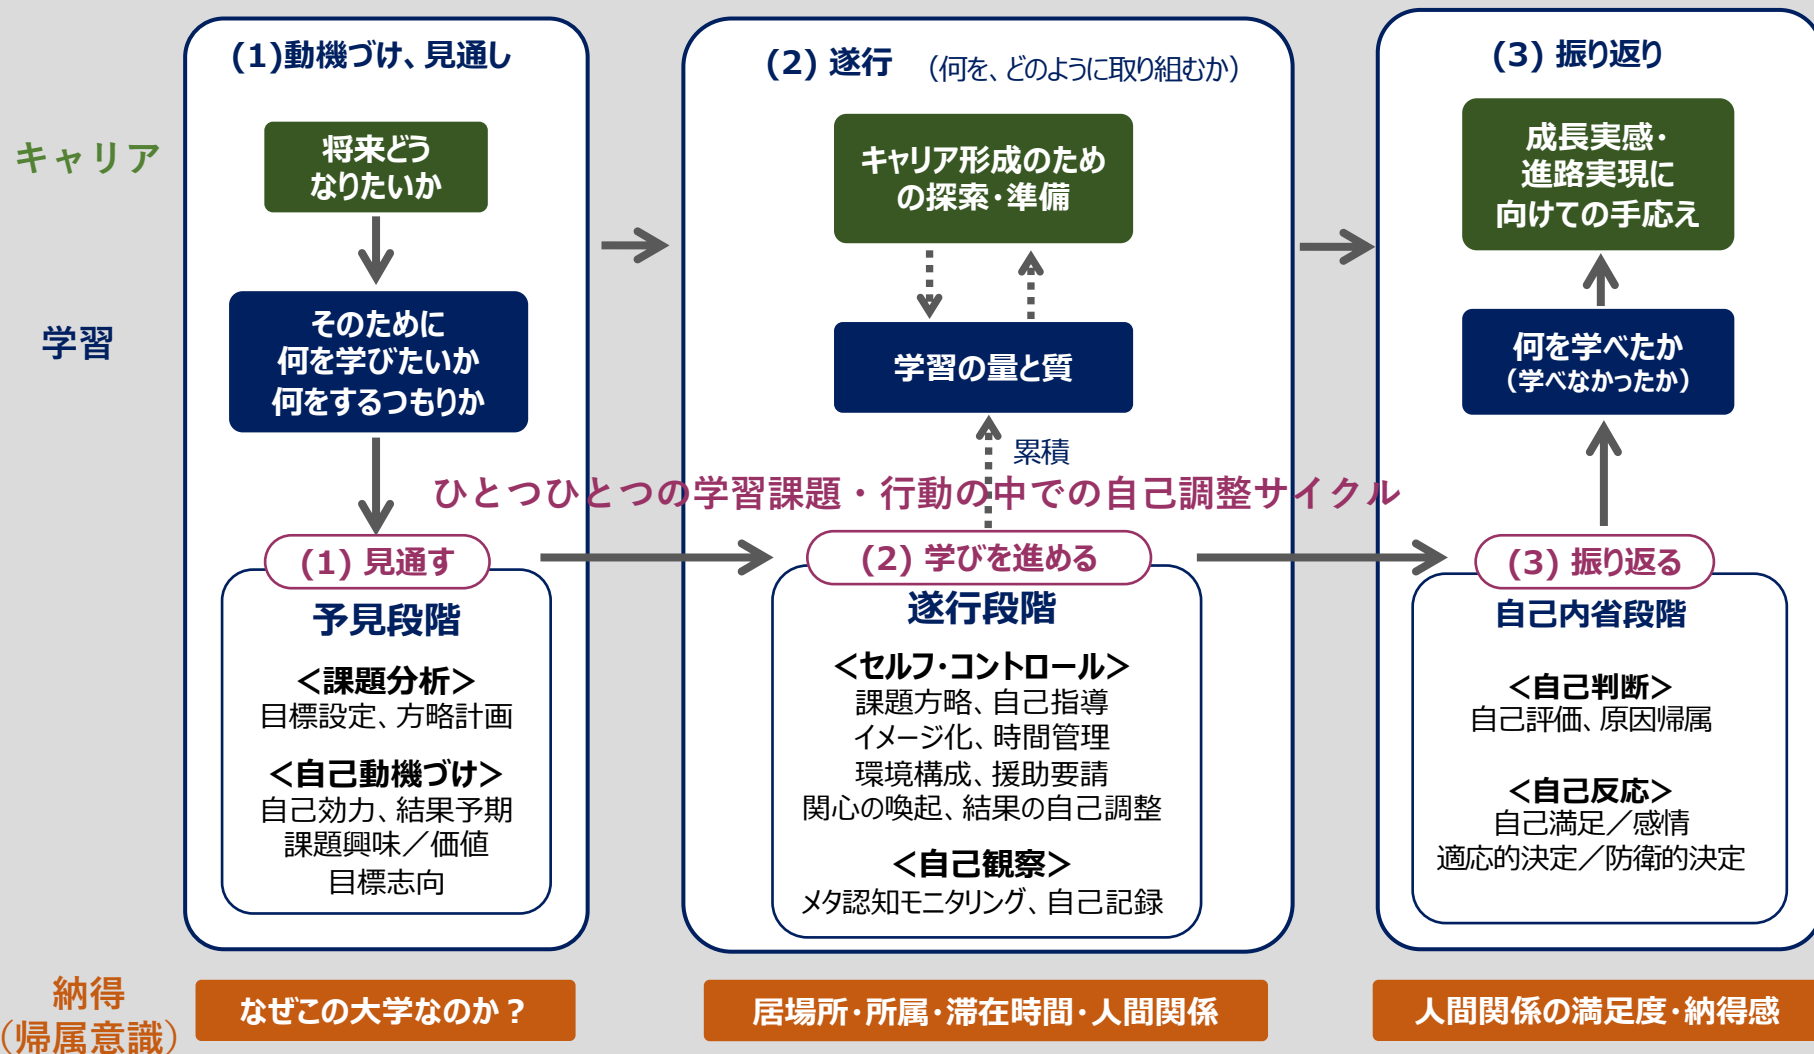 (1)動機づけ、見通し
(2) 遂行 （何を、どのように取り組むか）
(3) 振り返り
キャリア
将来どう
なりたいか
キャリア形成のため
の探索・準備
成長実感・
進路実現に
向けての手応え
学習
そのために
何を学びたいか
何をするつもりか
学習の量と質
何を学べたか
（学べなかったか）
累積
ひとつひとつの学習課題・行動の中での自己調整サイクル
(1) 見通す
予見段階
＜課題分析＞
目標設定、方略計画
＜自己動機づけ＞
自己効力、結果予期
課題興味／価値
目標志向
(2) 学びを進める
遂行段階
＜セルフ・コントロール＞
課題方略、自己指導
イメージ化、時間管理
環境構成、援助要請
関心の喚起、結果の自己調整
＜自己観察＞
メタ認知モニタリング、自己記録
(3) 振り返る
自己内省段階
＜自己判断＞
自己評価、原因帰属
＜自己反応＞
自己満足／感情
適応的決定／防衛的決定
納得
（帰属意識）
なぜこの大学なのか？
居場所・所属・滞在時間・人間関係
人間関係の満足度・納得感